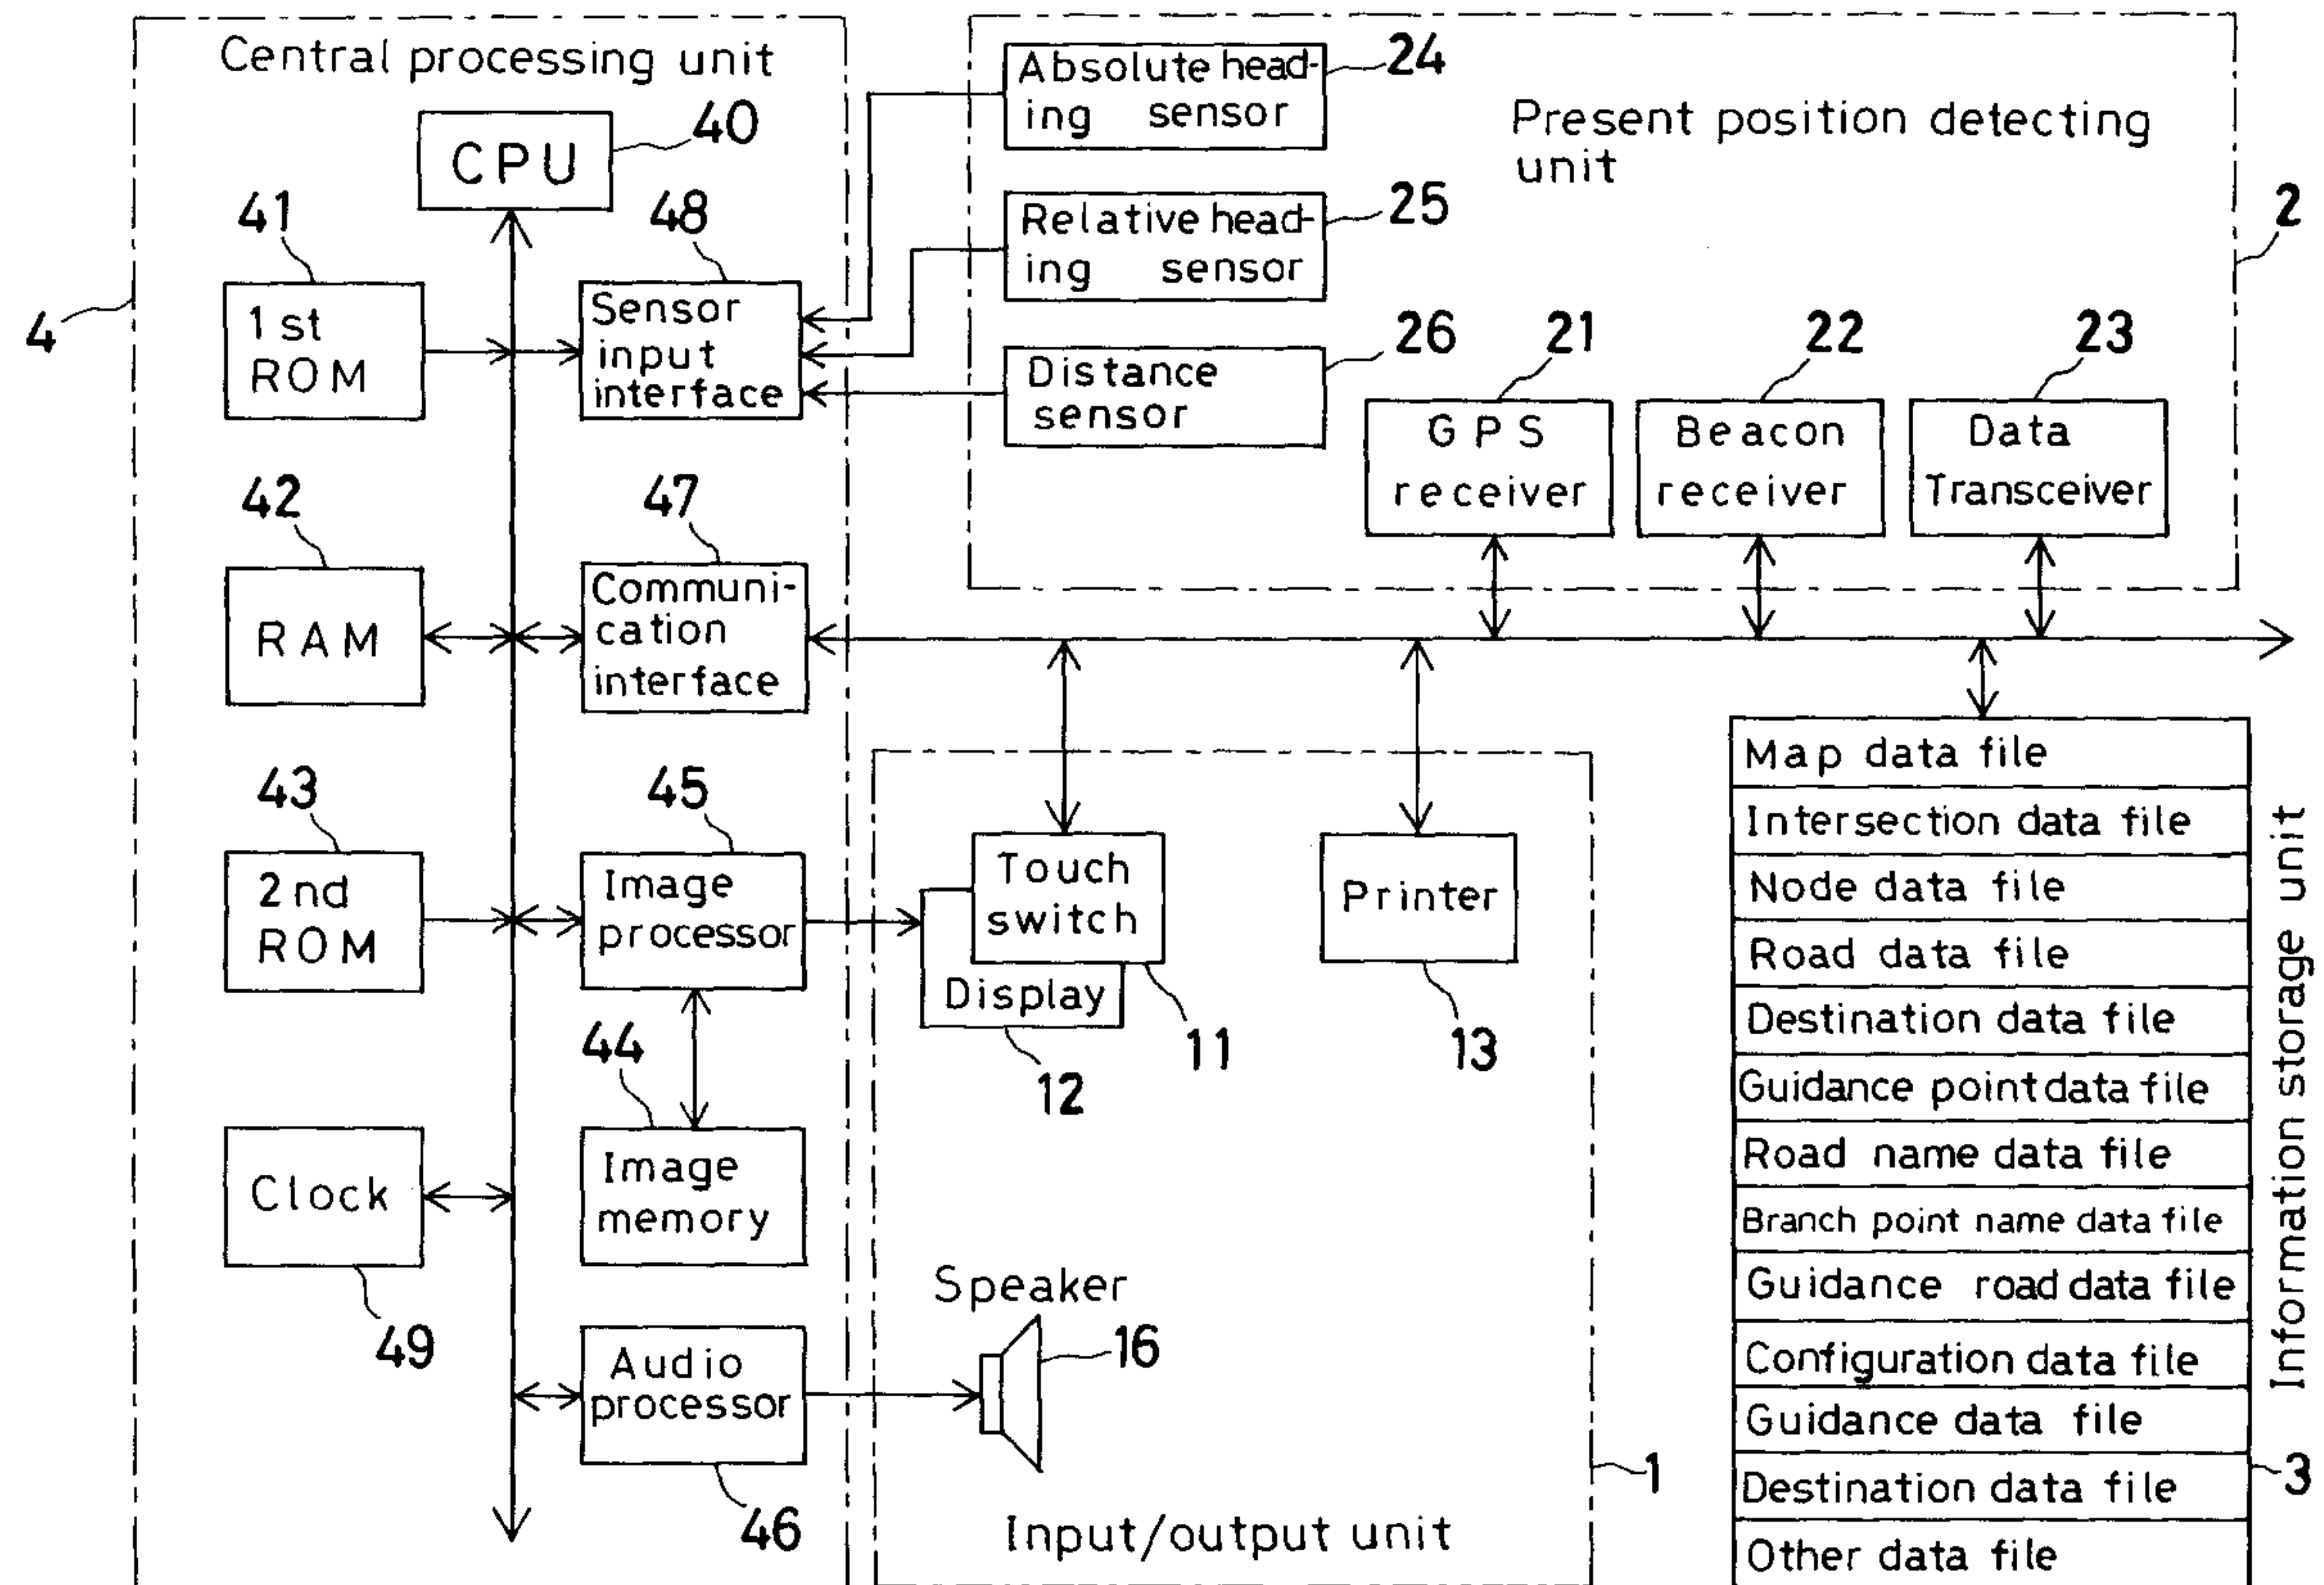 Central processing unit
40
CPU
41
1st
ROM
48
Sensor
input
interface
4
42
RAM
47
Communi-
cation
interface
43
2nd
ROM
45
Image
processor
44
Image
memory
Clock
49
Audio
processor
46
Absolute head-
ing sensor
24
Present position detecting
unit
Relative head-
ing sensor
25
2
Distance
sensor
26
21
GPS
receiver
22
Beacon
receiver
23
Data
Transceiver
Touch
switch
Display
11
12
Printer
13
Speaker
16
1
Input/output unit
Map data file
Intersection data file
Node data file
Road data file
Destination data file
Guidance point data file
Road name data file
Branch point name data file
Guidance road data file
Configuration data file
Guidance data file
Destination data file
Other data file
Information storage unit
3